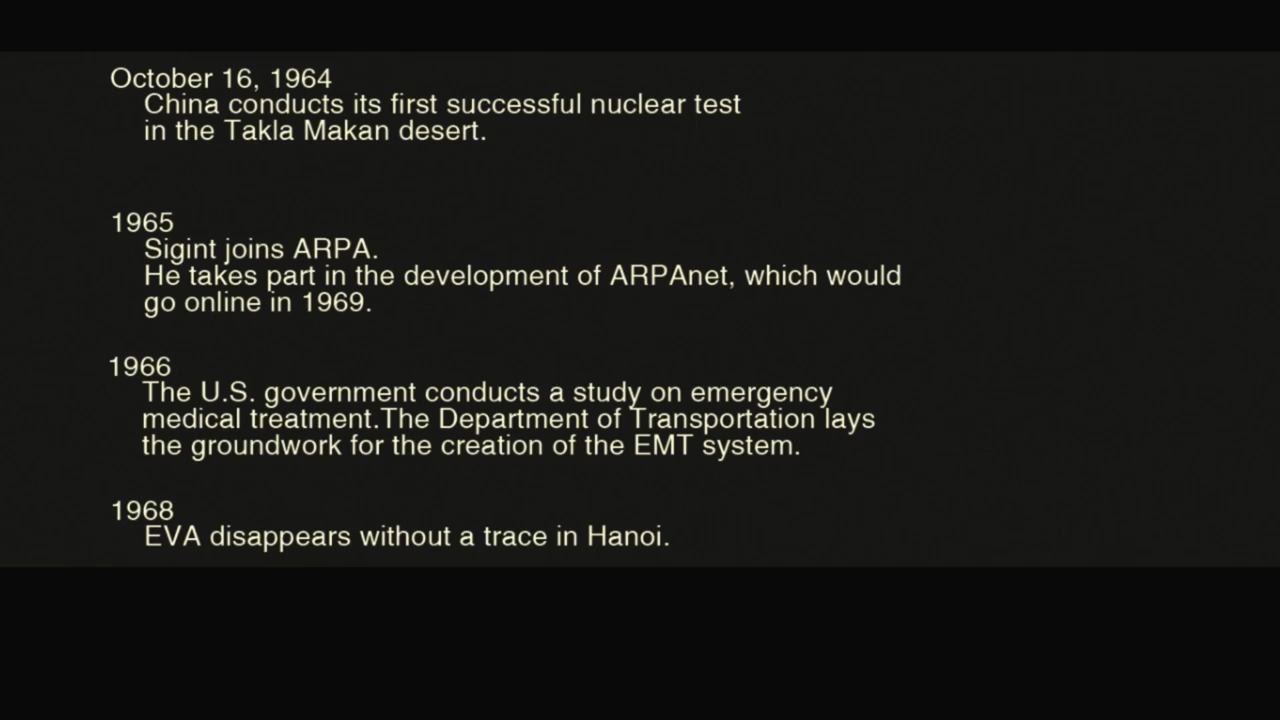 October 16, 1964
China conducts its first successful nuclear test
in the Takla Makan desert.
1965
Sigint joins ARPA.
He takes part in the development of ARPAnet, which would
go online in 1969.
1966
The U.S. government conducts a study on emergency
medical treatment.The Department of Transportation lays
the groundwork for the creation of the EMT system.
1968
EVA disappears without a trace in Hanoi.